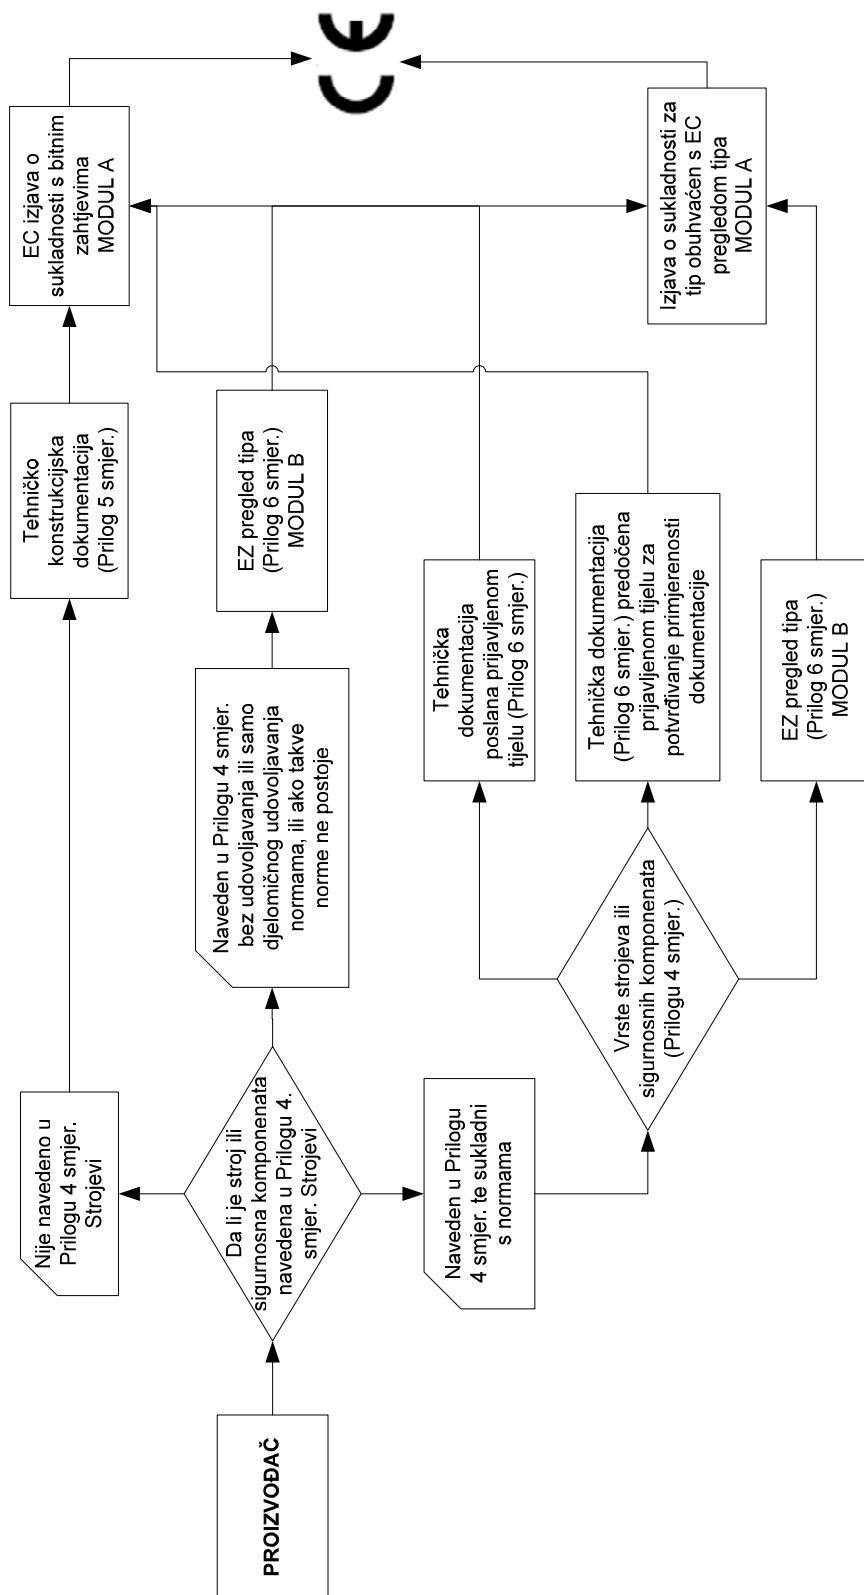 PROIZVOĐAČ
Da li je stroj ili
sigurnosna komponenata
navedena u Prilogu 4.
smjer. Strojevi
Nije navedeno u
Prilogu 4 smjer.
Strojevi
Naveden u Prilogu 4 smjer.
bez udovoljavanja ili samo
djelomičnog udovoljavanja
normama, ili ako takve
norme ne postoje
Naveden u Prilogu
4 smjer. te sukladni
s normama
Vrste strojeva ili
sigurnosnih komponenata
(Prilogu 4 smjer.)
Tehničko
konstrukcijska
dokumentacija
(Prilog 5 smjer.)
EZ pregled tipa
(Prilog 6 smjer.)
MODUL B
Tehnička
dokumentacija
poslana prijavljenom
tijelu (Prilog 6 smjer.)
Tehnička dokumentacija
(Prilog 6 smjer.) predočena
prijavljenom tijelu za
potvrđivanje primjerenosti
dokumentacije
EZ pregled tipa
(Prilog 6 smjer.)
MODUL B
EC izjava o
sukladnosti s bitnim
zahtjevima
MODUL A
Izjava o sukladnosti za
tip obuhvaćen s EC
pregledom tipa
MODUL A
CE